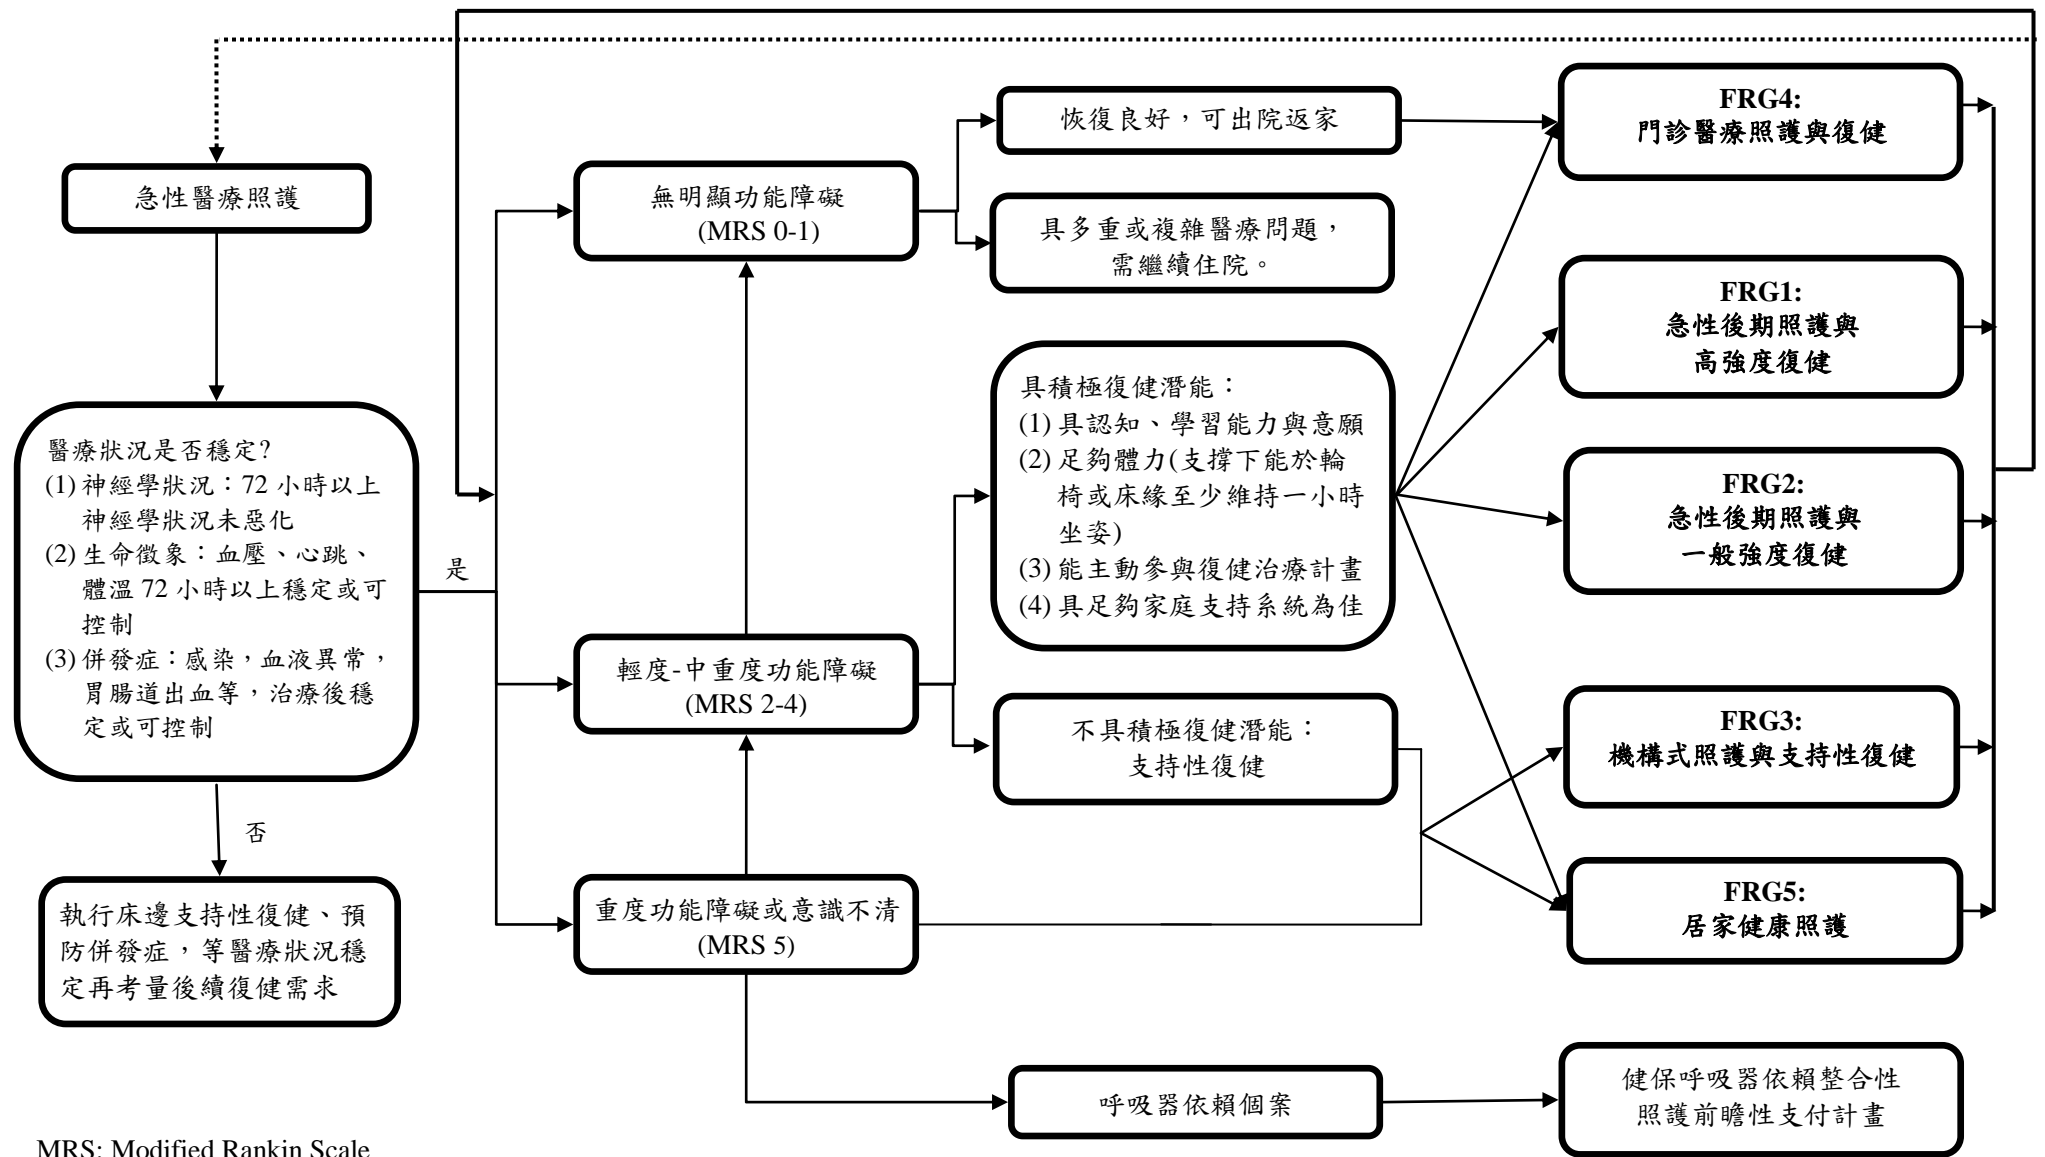 急性醫療照護
醫療狀況是否穩定?
(1) 神經學狀況：72 小時以上
神經學狀況未惡化
(2) 生命徵象：血壓、心跳、
體溫 72 小時以上穩定或可
控制
(3) 併發症：感染，血液異常，
胃腸道出血等，治療後穩
定或可控制
是
否
執行床邊支持性復健、預
防併發症，等醫療狀況穩
定再考量後續復健需求
無明顯功能障礙
(MRS 0-1)
輕度-中重度功能障礙
(MRS 2-4)
重度功能障礙或意識不清
(MRS 5)
恢復良好，可出院返家
具多重或複雜醫療問題，
需繼續住院。
具積極復健潛能：
(1) 具認知、學習能力與意願
(2) 足夠體力(支撐下能於輪
椅或床緣至少維持一小時
坐姿)
(3) 能主動參與復健治療計畫
(4) 具足夠家庭支持系統為佳
不具積極復健潛能：
支持性復健
呼吸器依賴個案
FRG4:
門診醫療照護與復健
FRG1:
急性後期照護與
高強度復健
FRG2:
急性後期照護與
一般強度復健
FRG3:
機構式照護與支持性復健
FRG5:
居家健康照護
健保呼吸器依賴整合性
照護前瞻性支付計畫
MRS: Modified Rankin Scale